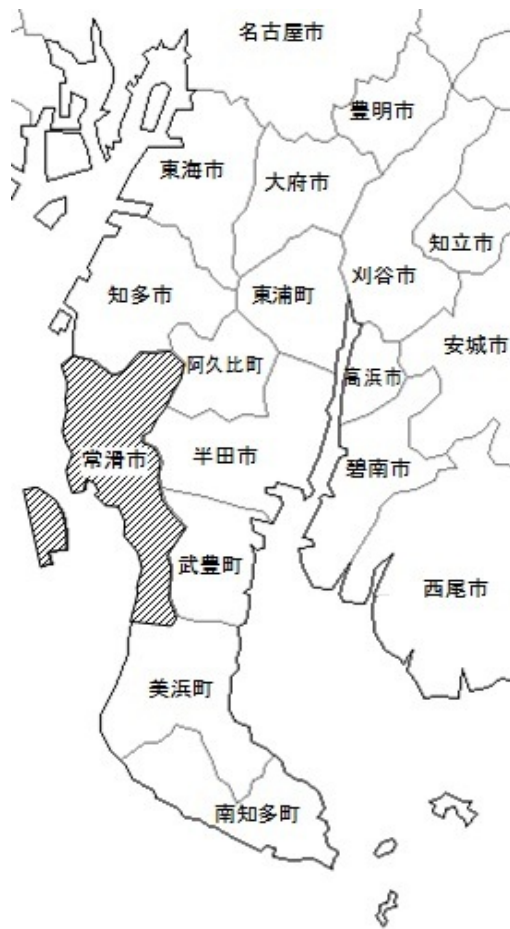 名古屋市
豊明市
東海市
大府市
知立市
刈谷市
知多市
東浦町
安城市
阿久比町
高浜市
常滑市
半田市
碧南市
武豊町
西尾市
美浜町
南知多町